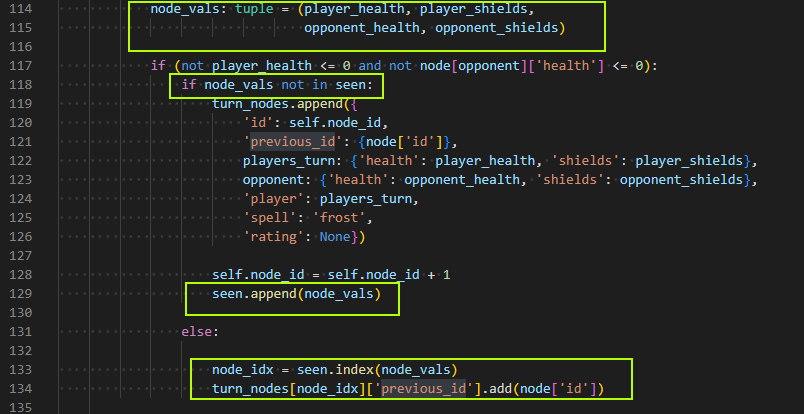 114 node_vals: tuple = (player_health, player_shields,
115 opponent_health, opponent_shields)
116
117 if (not player_health <= 0 and not node[opponent]['health'] <= 0):
118 if node_vals not in seen:
119 turn_nodes.append({
120 'id': self.node_id,
121 'previous_id': {node['id']},
122 players_turn: {'health': player_health, 'shields': player_shields},
123 opponent: {'health': opponent_health, 'shields': opponent_shields},
124 'player': players_turn,
125 'spell': 'frost',
126 'rating': None})
127
128 self.node_id = self.node_id + 1
129 seen.append(node_vals)
130
131 else:
132
133 node_idx = seen.index(node_vals)
134 turn_nodes[node_idx]['previous_id'].add(node['id'])
135